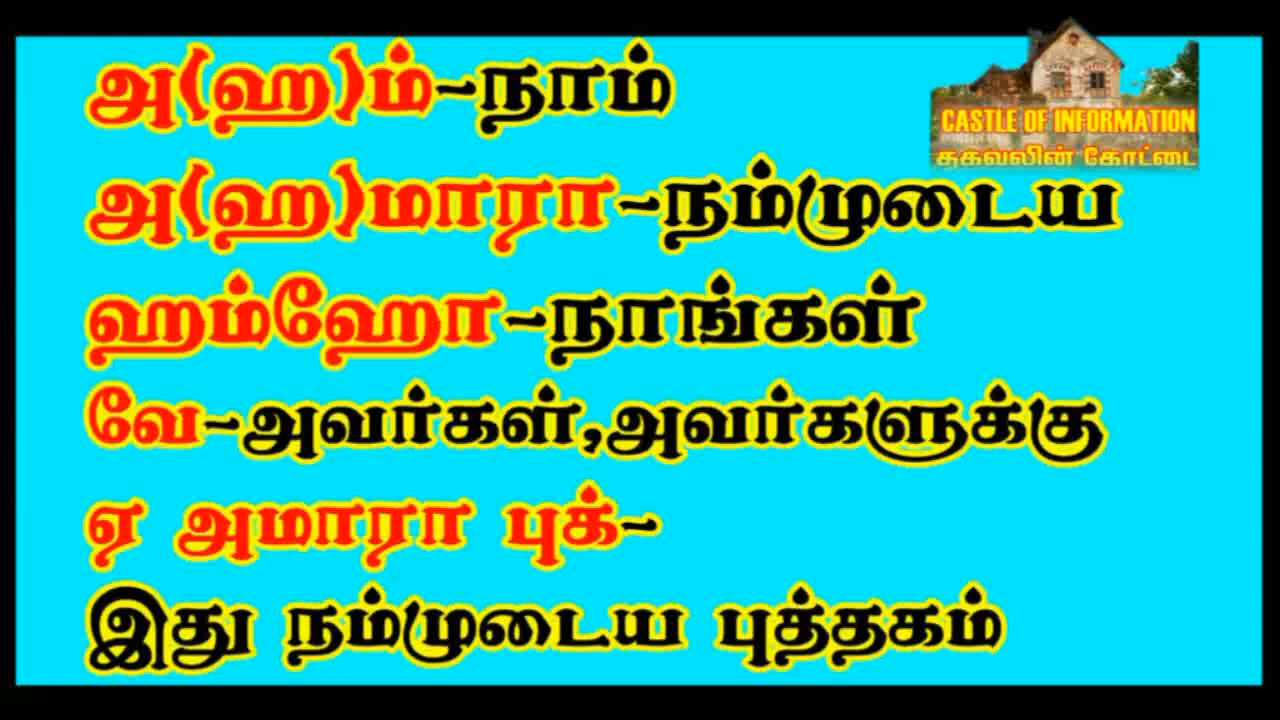 அ(ஹ)ம்-நாம்
CASTLE OF INFORMATION
தகவலின் கோட்டை
அ(ஹ)மாரா-நம்முடைய
ஹம்ஹோ-நாங்கள்
வே-அவர்கள்,அவர்களுக்கு
ஏ அமாரா புக்-
இது நம்முடைய புத்தகம்